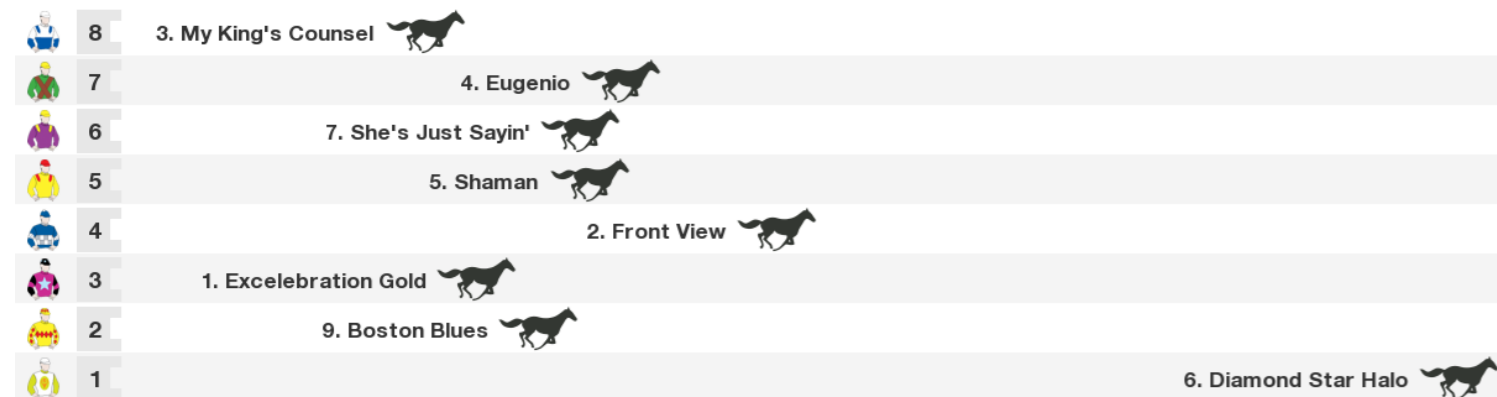 8 3. My King's Counsel
7 4. Eugenio
6 7. She's Just Sayin'
5 5. Shaman
4 2. Front View
3 1. Excelebration Gold
2 9. Boston Blues
1 6. Diamond Star Halo